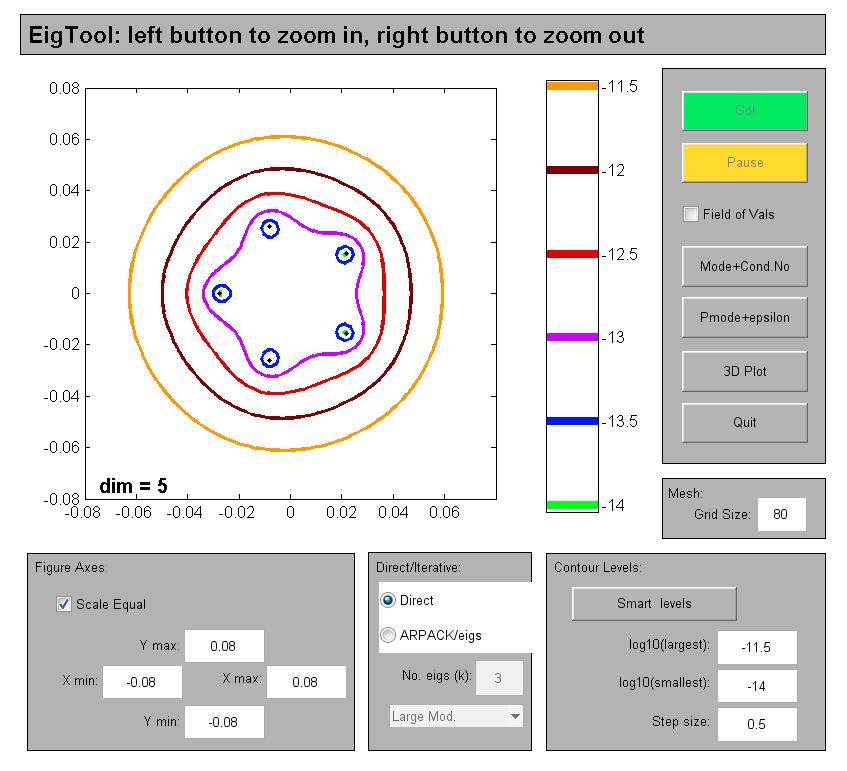 EigTool: left button to zoom in, right button to zoom out
0.08
0.06
0.04
0.02
0
-0.02
-0.04
-0.06
-0.08
dim = 5
-0.08 -0.06 -0.04 -0.02 0 0.02 0.04 0.06
-11.5
-12
-12.5
-13
-13.5
-14
Go!
Pause
Field of Vals
Mode+Cond.No
Pmode+epsilon
3D Plot
Quit
Mesh:
Grid Size: 80
Figure Axes:
Scale Equal
Y max: 0.08
X min: -0.08 X max: 0.08
Y min: -0.08
Direct/Iterative:
Direct
ARPACK/eigs
No. eigs (k): 3
Large Mod.
Contour Levels:
Smart levels
log10(largest): -11.5
log10(smallest): -14
Step size: 0.5